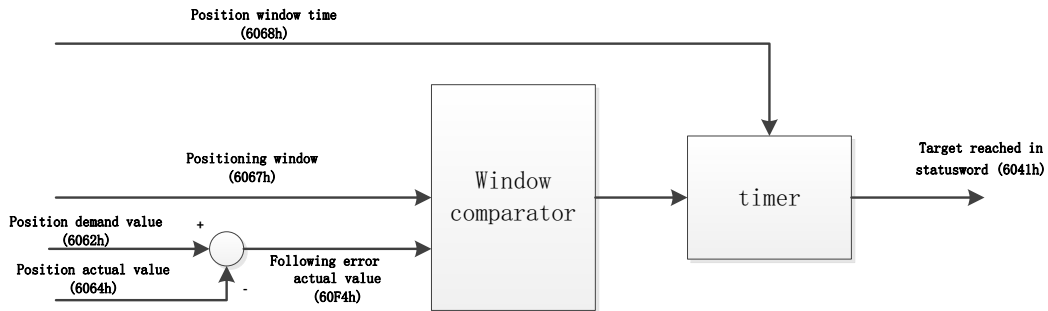 Position window time
(6068h)
Positioning window
(6067h)
Window
comparator
timer
Target reached in
statusword (6041h)
Position demand value
(6062h)
+
Position actual value
(6064h)
-
Following error
actual value
(60F4h)